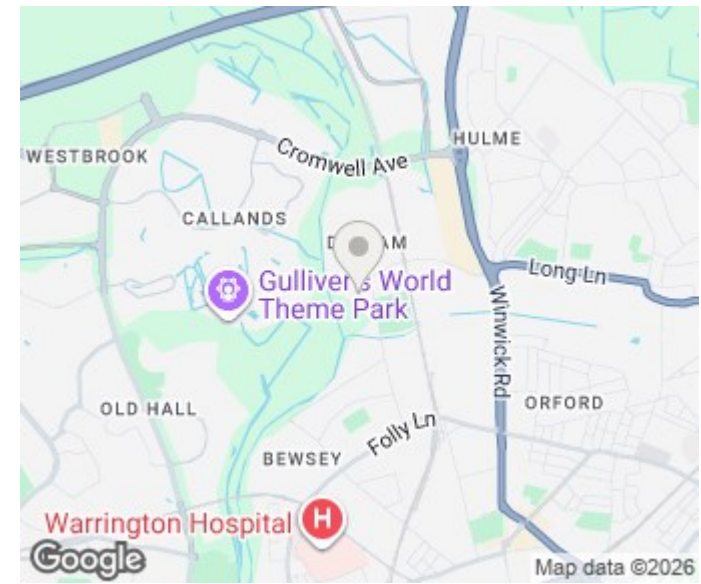 HULME
Cromwell Ave
WESTBROOK
CALLANDS
Long Ln
Gulliver's World
Theme Park
Winwick Rd
OLD HALL
ORFORD
Folly Ln
BEWSEY
Warrington Hospital
H
Google
Map data ©2026